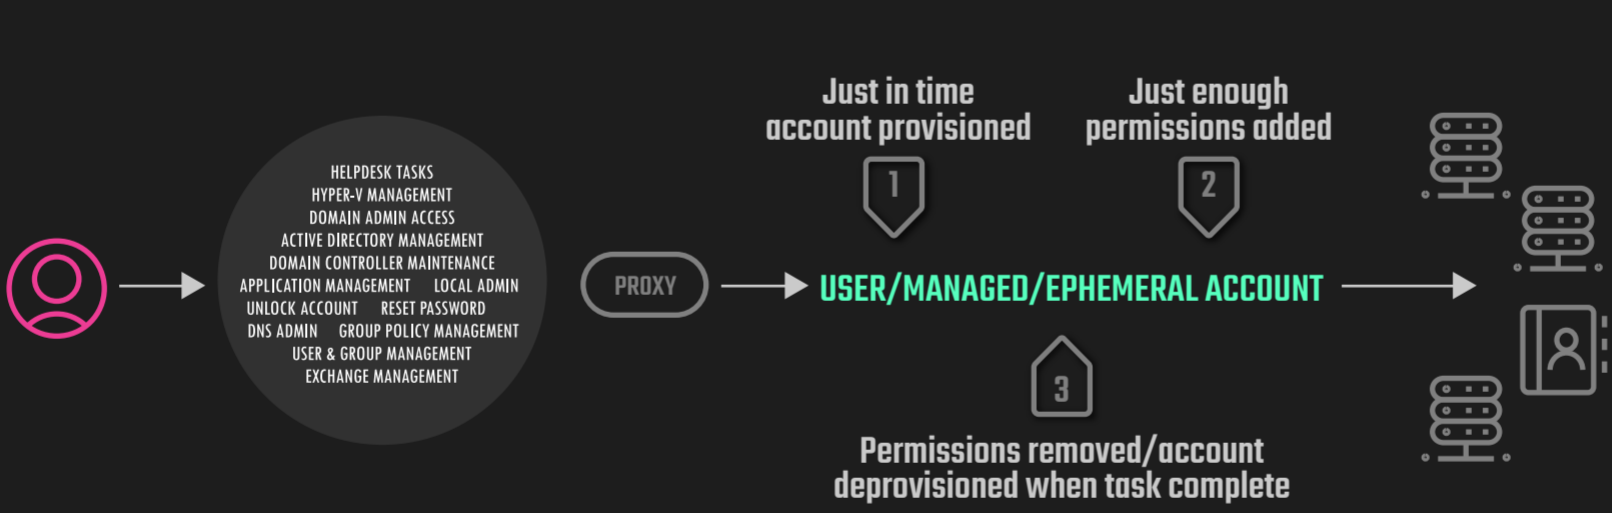 HELPDESK TASKS
HYPER-V MANAGEMENT
DOMAIN ADMIN ACCESS
ACTIVE DIRECTORY MANAGEMENT
DOMAIN CONTROLLER MAINTENANCE
APPLICATION MANAGEMENT LOCAL ADMIN
UNLOCK ACCOUNT RESET PASSWORD
DNS ADMIN GROUP POLICY MANAGEMENT
USER & GROUP MANAGEMENT
EXCHANGE MANAGEMENT
PROXY
Just in time
account provisioned
1
Just enough
permissions added
2
USER/MANAGED/EPHEMERAL ACCOUNT
3
Permissions removed/account
deprovisioned when task complete